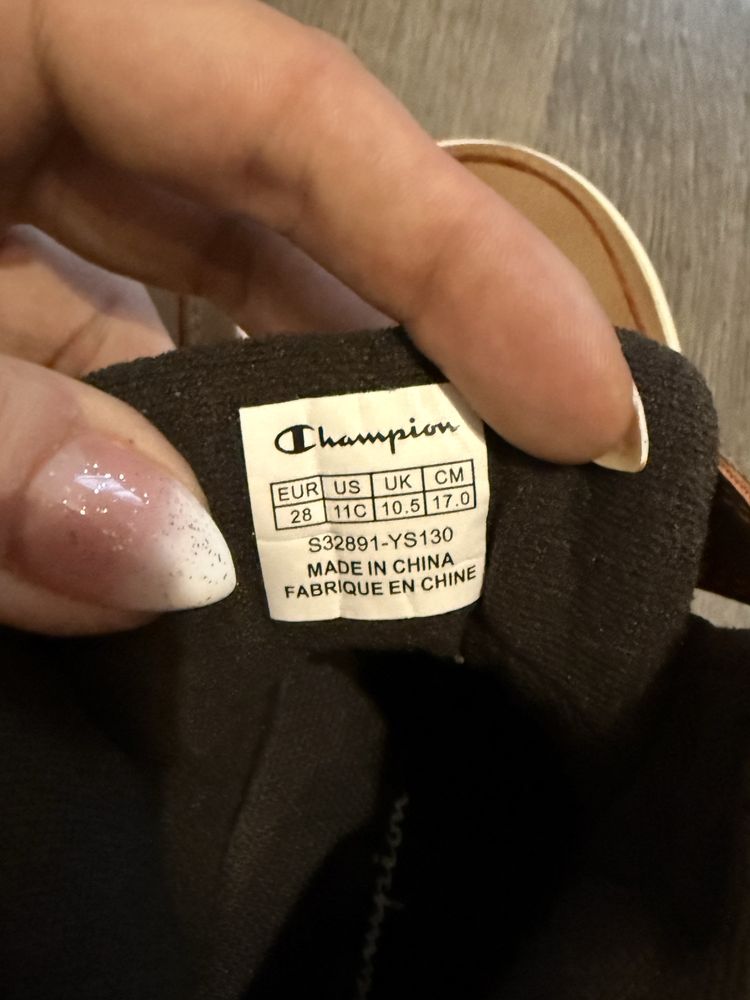 Champion
EUR US UK CM
28 11C 10.5 17.0
S32891-YS130
MADE IN CHINA
FABRIQUE EN CHINE
Champion